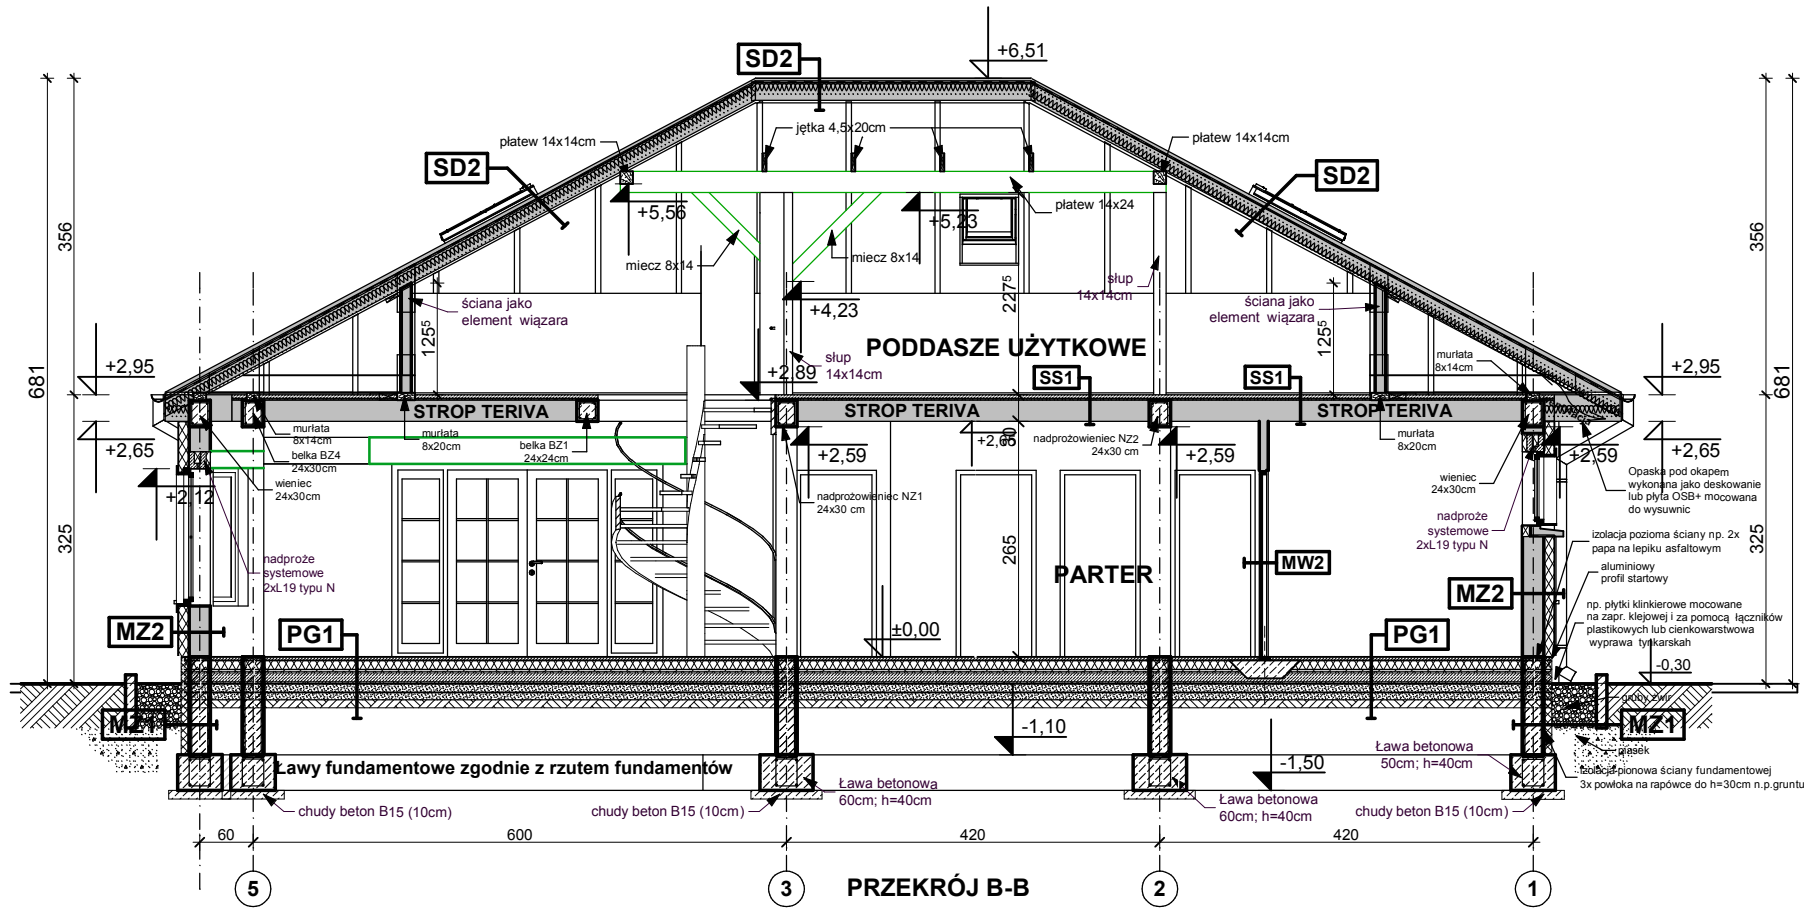 +6,51
SD2
jętka 4,5x20cm
płatew 14x14cm
płatew 14x14cm
SD2
SD2
+5,56
+5,23
płatew 14x24
356
356
miecz 8x14
miecz 8x14
słup
14x14cm
227⁵
ściana jako
element wiązara
ściana jako
element wiązara
+4,23
125⁵
125⁵
PODDASZE UŻYTKOWE
słup
14x14cm
murłata
8x14cm
681
681
+2,95
+2,89
SS1
SS1
+2,95
STROP TERIVA
STROP TERIVA
STROP TERIVA
murłata
8x14cm
murłata
8x20cm
belka BZ1
24x24cm
belka BZ4
24x30cm
nadprożowieniec NZ2
24x30 cm
murłata
8x20cm
+2,65
+2,65
+2,65
+2,59
+2,59
+2,59
+2,12
wieniec
24x30cm
nadprożowieniec NZ1
24x30 cm
wieniec
24x30cm
Opaska pod okapem
wykonana jako deskowanie
lub płyta OSB+ mocowana
do wysuwnic
nadproże
systemowe
2xL19 typu N
nadproże
systemowe
2xL19 typu N
325
325
265
izolacja pozioma ściany np. 2x
papa na lepiku asfaltowym
aluminiowy
profil startowy
PARTER
MW2
MZ2
MZ2
PG1
PG1
np. płytki klinkierowe mocowane
na zapr. klejowej i za pomocą łączników
plastikowych lub cienkowarstwowa
wyprawa tynkarskah
±0,00
-0,30
gruby żwir
MZ1
MZ1
-1,10
piasek
Ławy fundamentowe zgodnie z rzutem fundamentów
-1,50
Ława betonowa
50cm; h=40cm
Ława betonowa
60cm; h=40cm
Ława betonowa
60cm; h=40cm
izolacja pionowa ściany fundamentowej
3x powłoka na rapówce do h=30cm n.p.gruntu
chudy beton B15 (10cm)
chudy beton B15 (10cm)
chudy beton B15 (10cm)
60
600
420
420
5
3
2
1
PRZEKRÓJ B-B